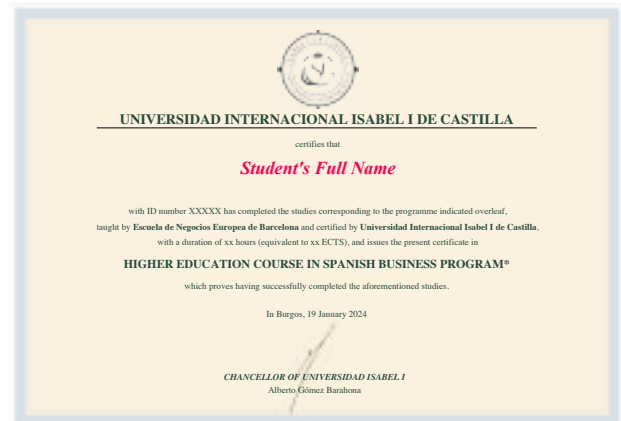 UNIVERSIDAD INTERNACIONAL ISABEL I DE CASTILLA
certifies that
Student's Full Name
with ID number XXXXX has completed the studies corresponding to the programme indicated overleaf,
taught by Escuela de Negocios Europea de Barcelona and certified by Universidad Internacional Isabel I de Castilla,
with a duration of xx hours (equivalent to xx ECTS), and issues the present certificate in
HIGHER EDUCATION COURSE IN SPANISH BUSINESS PROGRAM*
which proves having successfully completed the aforementioned studies.
In Burgos, 19 January 2024
CHANCELLOR OF UNIVERSIDAD ISABEL I
Alberto Gómez Barahona